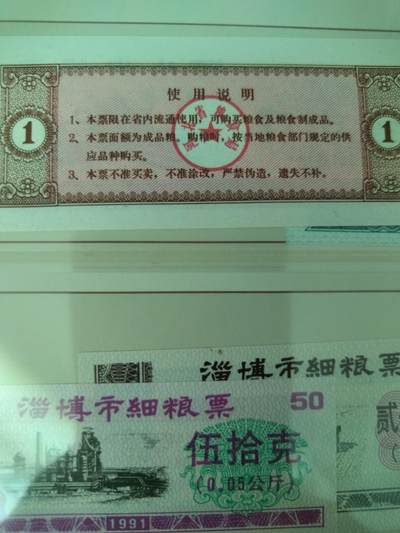 使用说明
1、本票限在省内流通使用，可购买粮食及粮食制成品。
2、本票面额为成品粮。购粮时，按当地粮食部门规定的供
应品种购买。
3、本票不准买卖，不准涂改，严禁伪造，遗失不补。
1
1
淄博市细粮票
贰
淄博市細粮票 50
伍拾克
(0.05公斤)
1991